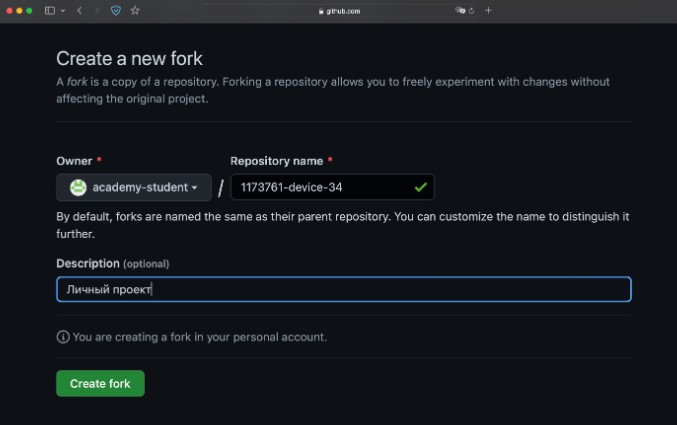 github.com
Create a new fork
A fork is a copy of a repository. Forking a repository allows you to freely experiment with changes without
affecting the original project.
Owner * Repository name *
academy-student / 1173761-device-34
By default, forks are named the same as their parent repository. You can customize the name to distinguish it
further.
Description (optional)
Личный проект
You are creating a fork in your personal account.
Create fork